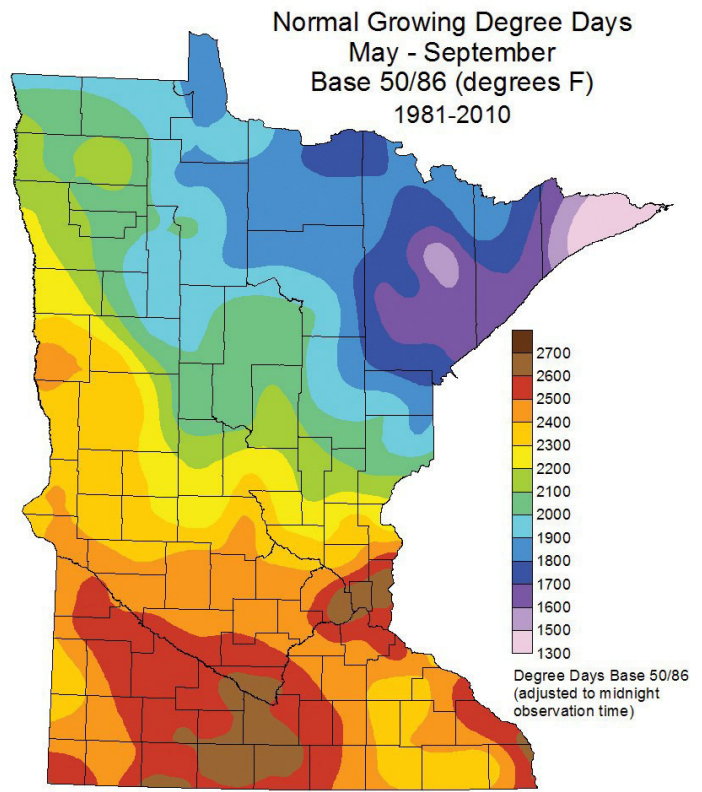 Normal Growing Degree Days
May - September
Base 50/86 (degrees F)
1981-2010
2700
2600
2500
2400
2300
2200
2100
2000
1900
1800
1700
1600
1500
1300
Degree Days Base 50/86
(adjusted to midnight
observation time)